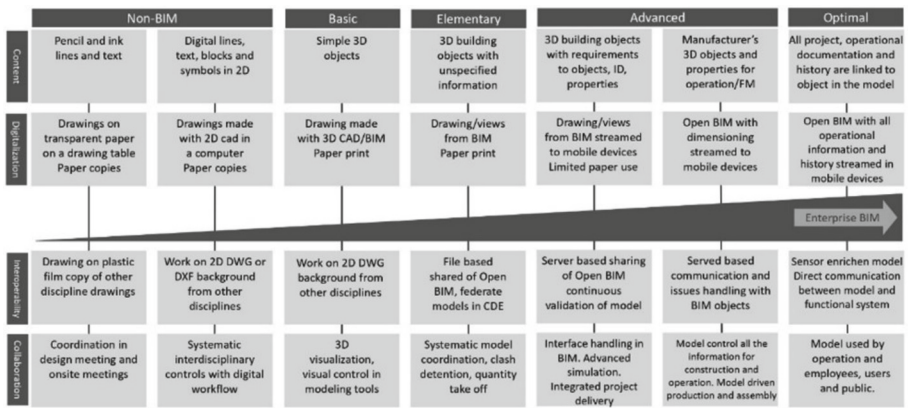 Non-BIM
Basic
Elementary
Advanced
Optimal
Content
Pencil and ink
lines and text
Digital lines,
text, blocks and
symbols in 2D
Simple 3D
objects
3D building
objects with
unspecified
information
3D building objects
with requirements
to objects, ID,
properties
Manufacturer's
3D objects and
properties for
operation/FM
All project, operational
documentation and
history are linked to
object in the model
Digitalization
Drawings on
transparent paper
on a drawing table
Paper copies
Drawings made
with 2D cad in
a computer
Paper copies
Drawing made
with 3D CAD/BIM
Paper print
Drawing/views
from BIM
Paper print
Drawing/views
from BIM streamed
to mobile devices
Limited paper use
Open BIM with
dimensioning
streamed to
mobile devices
Open BIM with all
operational
information and
history streamed in
mobile devices
Enterprise BIM
Interoperability
Drawing on plastic
film copy of other
discipline drawings
Work on 2D DWG or
DXF background
from other
disciplines
Work on 2D DWG
background from
other disciplines
File based
shared of Open
BIM, federate
models in CDE
Server based sharing
of Open BIM
continuous
validation of model
Served based
communication and
issues handling with
BIM objects
Sensor enrichen model
Direct communication
between model and
functional system
Collaboration
Coordination in
design meeting and
onsite meetings
Systematic
interdisciplinary
controls with digital
workflow
3D
visualization,
visual control in
modeling tools
Systematic model
coordination, clash
detention, quantity
take off
Interface handling in
BIM. Advanced
simulation.
Integrated project
delivery
Model control all the
information for
construction and
operation. Model driven
production and assembly
Model used by
operation and
employees, users
and public.